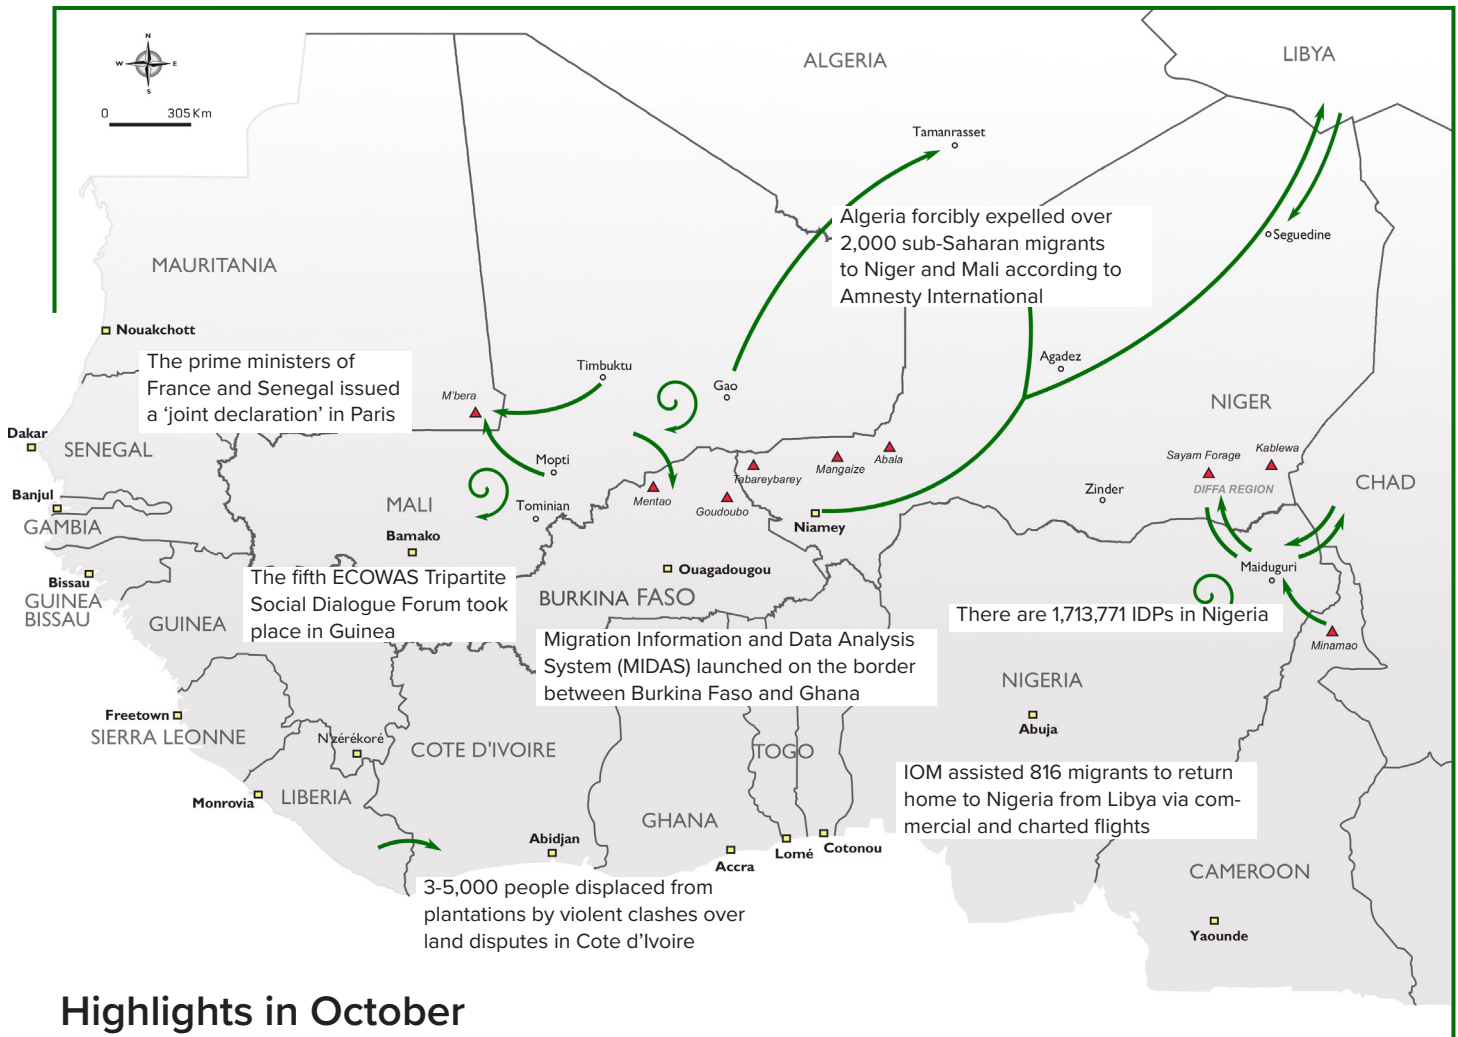 N
W
E
S
0
305 Km
ALGERIA
LIBYA
Tamanrasset
Algeria forcibly expelled over
2,000 sub-Saharan migrants
to Niger and Mali according to
Amnesty International
Seguedine
MAURITANIA
Nouakchott
The prime ministers of
France and Senegal issued
a ‘joint declaration’ in Paris
Timbuktu
Gao
Agadez
M'bera
NIGER
Dakar
SENEGAL
Mopti
Abala
Mangaize
Tabareybarey
Sayam Forage
Kablewa
DIFFA REGION
CHAD
Banjul
GAMBIA
MALI
Tominian
Mentao
Goudoubo
Niamey
Zinder
Bamako
Bissau
GUINEA
BISSAU
The fifth ECOWAS Tripartite
Social Dialogue Forum took
place in Guinea
GUINEA
Ouagadougou
BURKINA FASO
Maiduguri
There are 1,713,771 IDPs in Nigeria
Minamao
Migration Information and Data Analysis
System (MIDAS) launched on the border
between Burkina Faso and Ghana
NIGERIA
Abuja
Freetown
SIERRA LEONNE
N'zérékoré
COTE D'IVOIRE
TOGO
Monrovia
LIBERIA
GHANA
IOM assisted 816 migrants to return
home to Nigeria from Libya via com-
mercial and charted flights
Abidjan
Accra
Lomé
Cotonou
3-5,000 people displaced from
plantations by violent clashes over
land disputes in Cote d’Ivoire
CAMEROON
Yaounde
Highlights in October